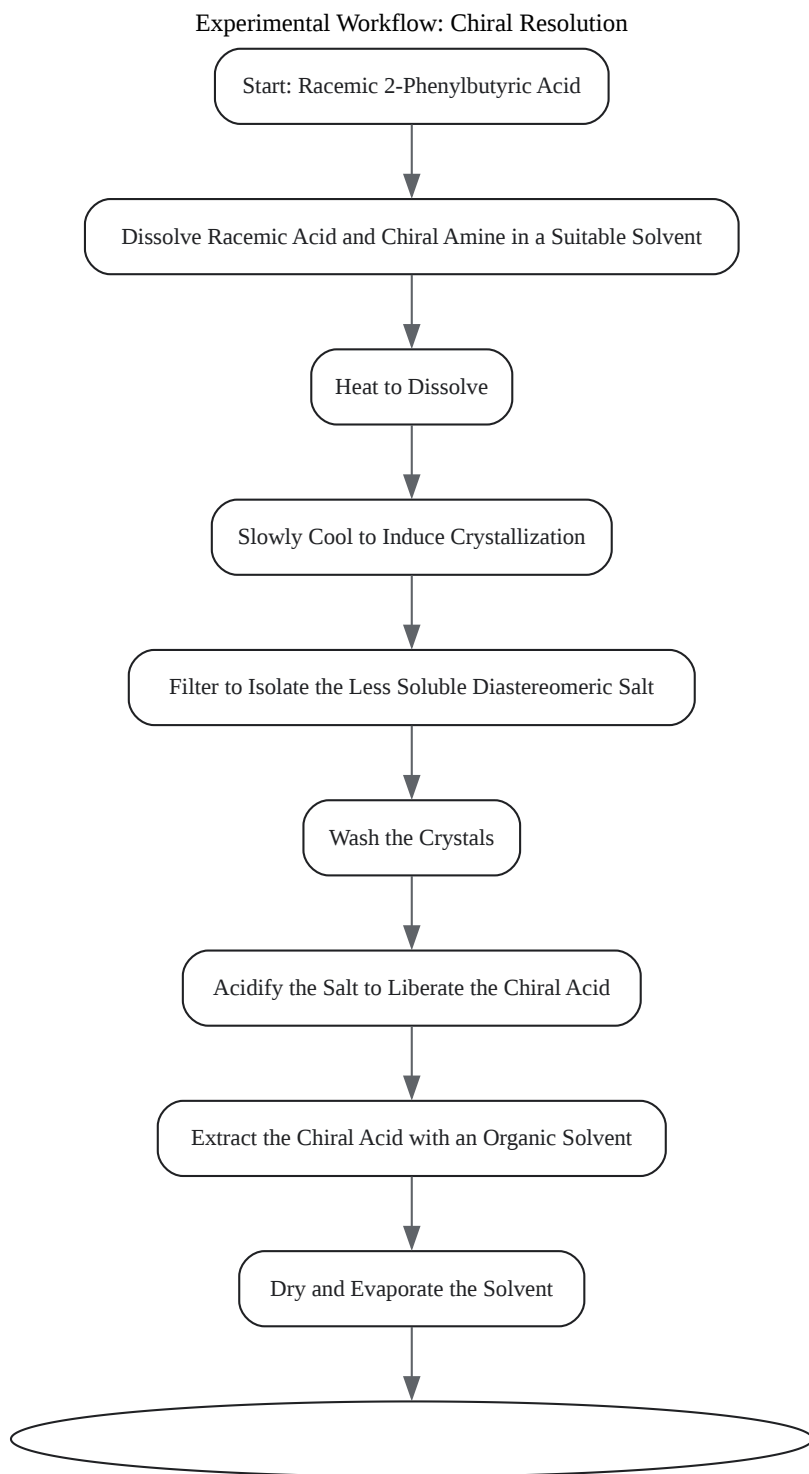 Experimental Workflow: Chiral Resolution
Start: Racemic 2-Phenylbutyric Acid
Dissolve Racemic Acid and Chiral Amine in a Suitable Solvent
Heat to Dissolve
Slowly Cool to Induce Crystallization
Filter to Isolate the Less Soluble Diastereomeric Salt
Wash the Crystals
Acidify the Salt to Liberate the Chiral Acid
Extract the Chiral Acid with an Organic Solvent
Dry and Evaporate the Solvent